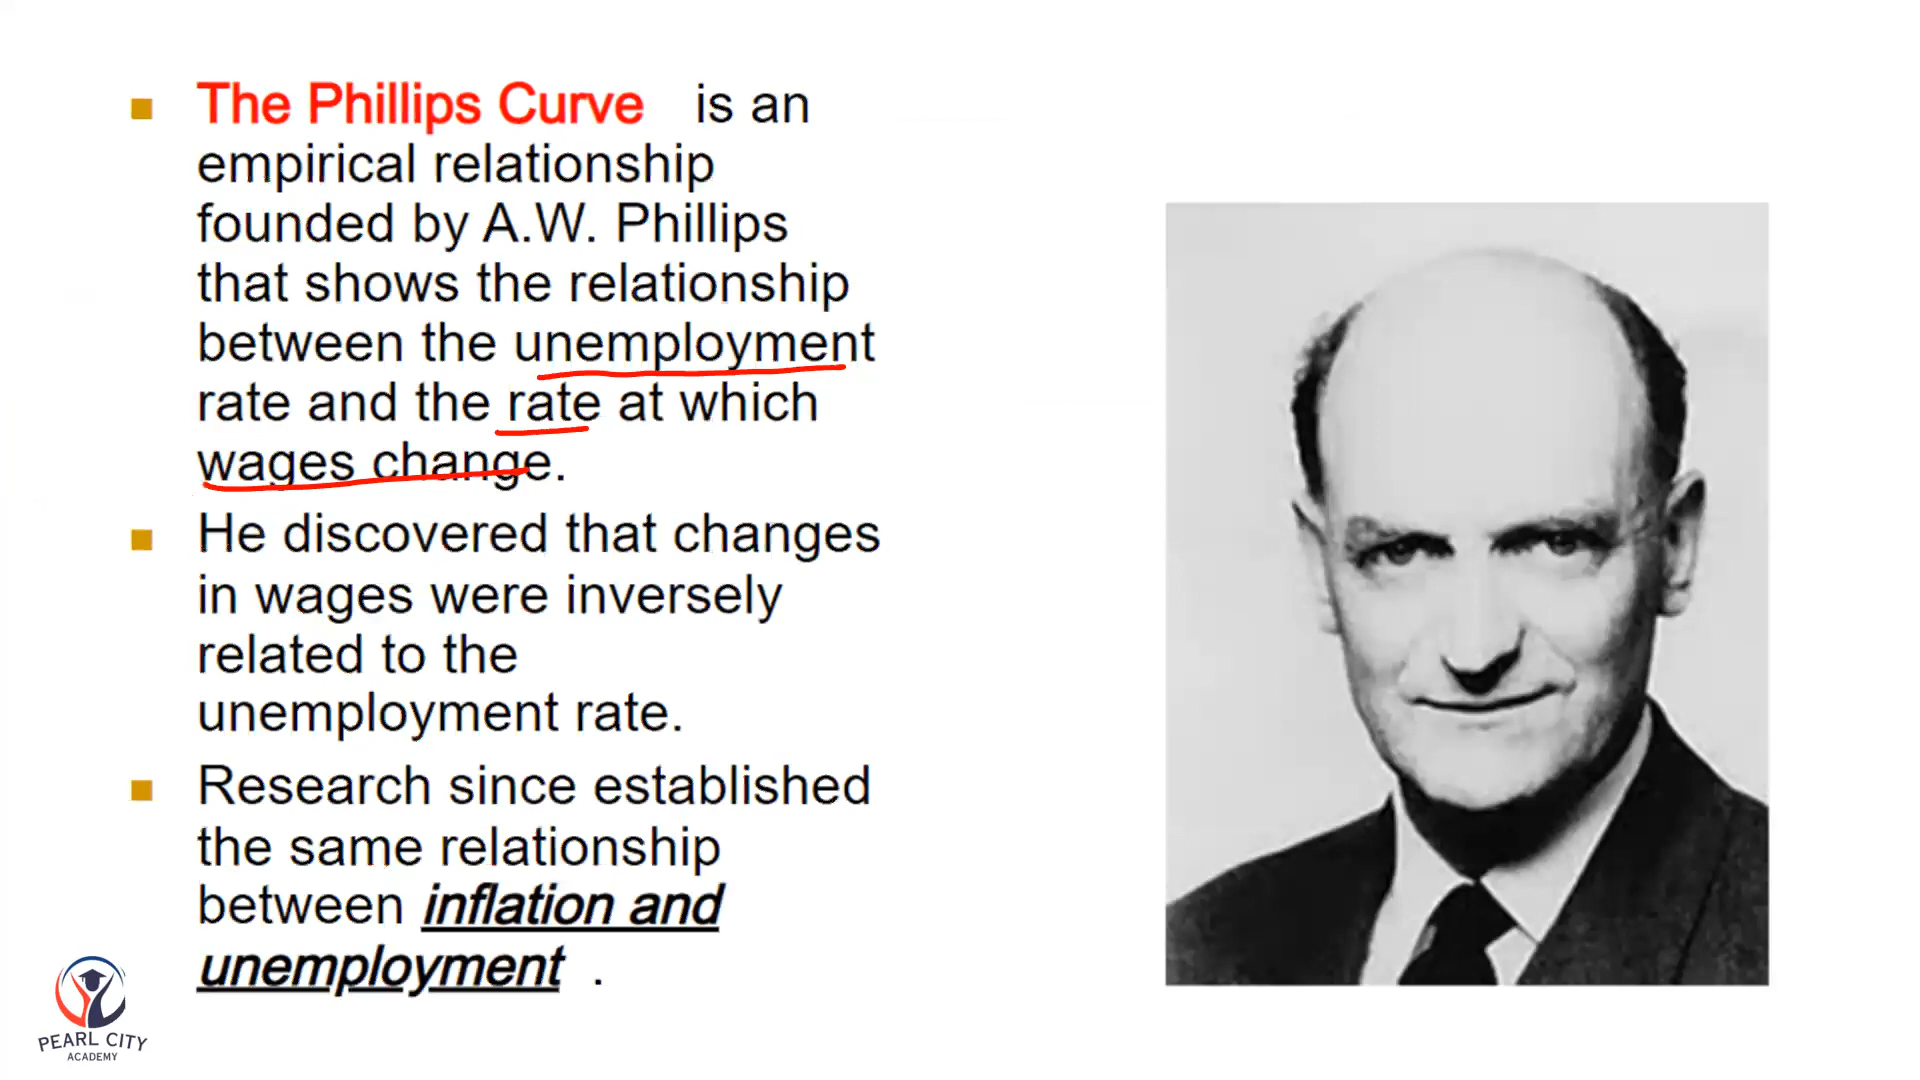 The Phillips Curve is an
empirical relationship
founded by A.W. Phillips
that shows the relationship
between the unemployment
rate and the rate at which
wages change.
He discovered that changes
in wages were inversely
related to the
unemployment rate.
Research since established
the same relationship
between inflation and
unemployment .
PEARL CITY
ACADEMY